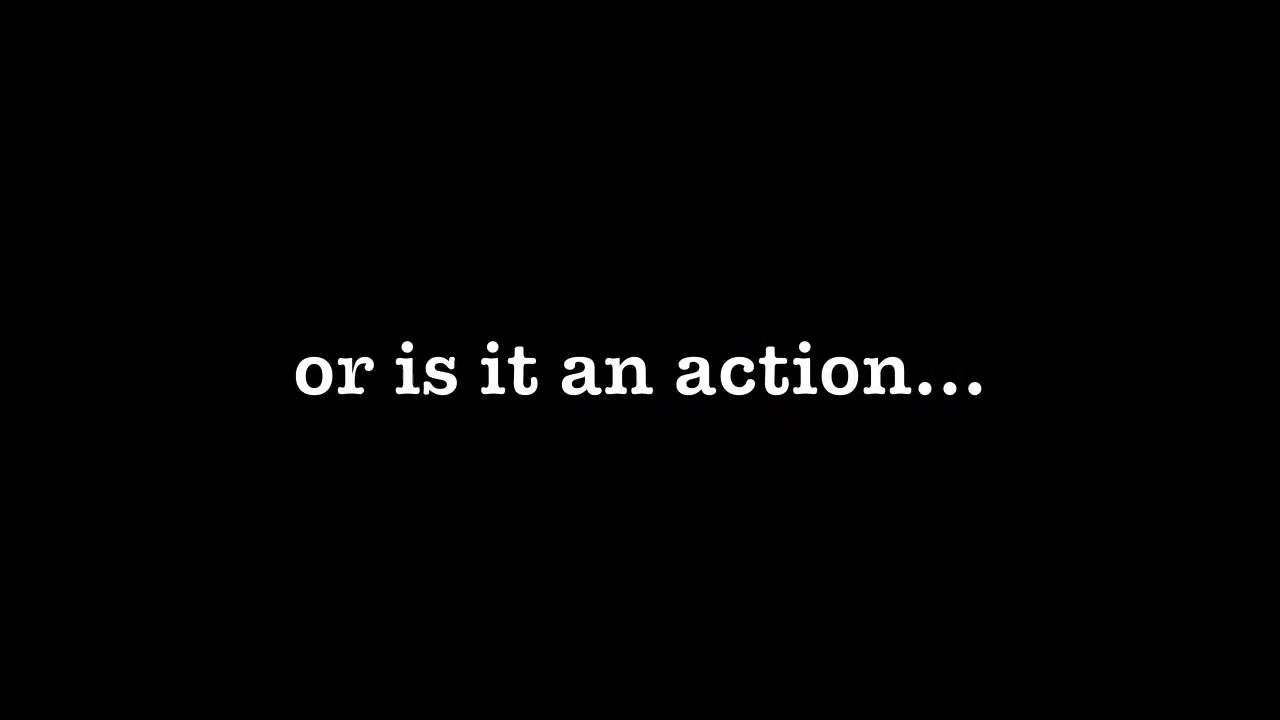 or is it an action...